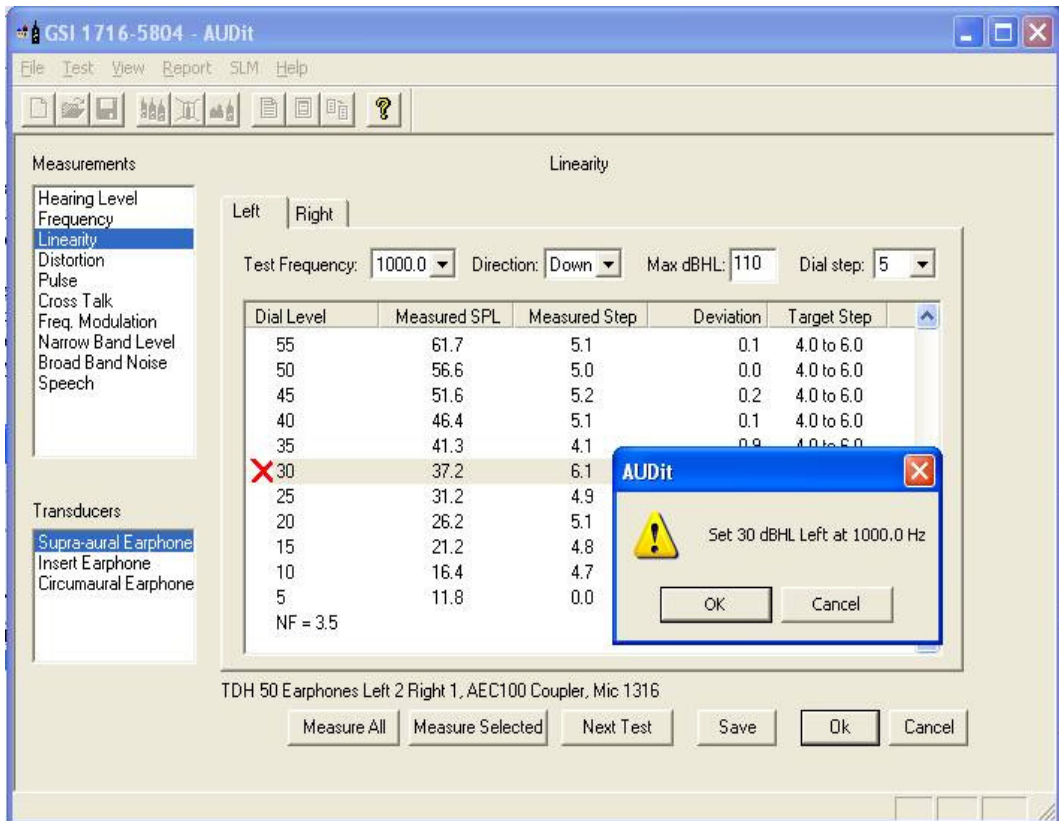 GSI 1716-5804 - AUDit
File Test View Report SLM Help
Measurements
Linearity
Hearing Level
Frequency
Linearity
Distortion
Pulse
Cross Talk
Freq. Modulation
Narrow Band Level
Broad Band Noise
Speech
Left Right
Test Frequency: 1000.0 Direction: Down Max dBHL: 110 Dial step: 5
Dial Level Measured SPL Measured Step Deviation Target Step
55 61.7 5.1 0.1 4.0 to 6.0
50 56.6 5.0 0.0 4.0 to 6.0
45 51.6 5.2 0.2 4.0 to 6.0
40 46.4 5.1 0.1 4.0 to 6.0
35 41.3 4.1 0.9 4.0 to 6.0
30 37.2 6.1
25 31.2 4.9
20 26.2 5.1
15 21.2 4.8
10 16.4 4.7
5 11.8 0.0
NF = 3.5
AUDit
Set 30 dBHL Left at 1000.0 Hz
OK Cancel
Transducers
Supra-aural Earphone
Insert Earphone
Circumaural Earphone
TDH 50 Earphones Left 2 Right 1, AEC100 Coupler, Mic 1316
Measure All Measure Selected Next Test Save Ok Cancel